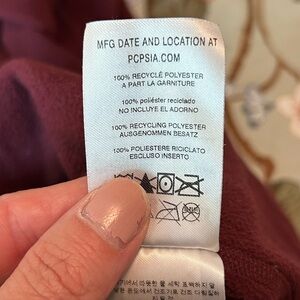 MFG DATE AND LOCATION AT
PCPSIA.COM
100% RECYCLÉ POLYESTER
A PART LA GARNITURE
100% poliéster reciclado
NO INCLUYE EL ADORNO
100% RECYCLING POLYESTER
AUSGENOMMEN BESATZ
100% POLIESTERE RICICLATO
ESCLUSO INSERTO